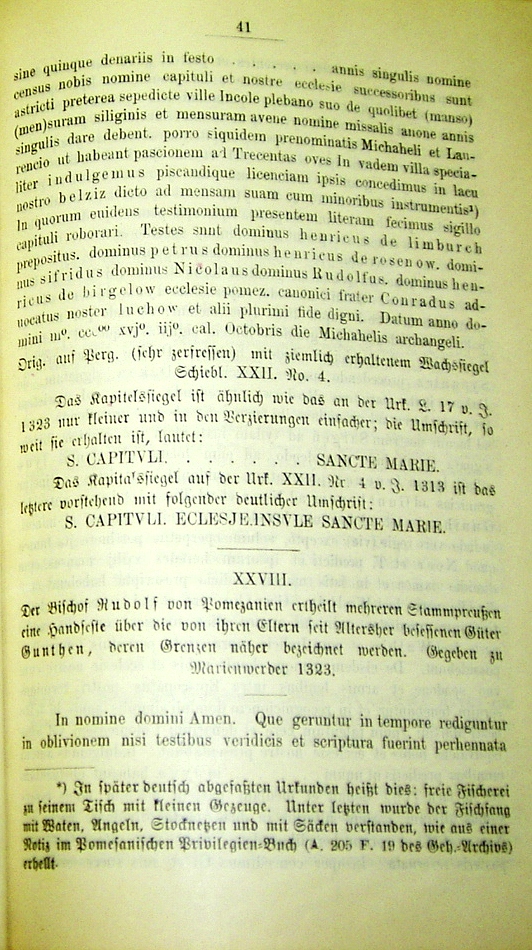 41
sine quinque denariis in festo . . . . . annis singulis nomine
census nobis nomine capituli et nostre ecclesie successoribus sunt
astricti preterea sepedicte ville Incole plebano suo de quolibet (manso)
(men)suram siliginis et mensuram avene nomine missalis anone annis
singulis dare debent. porro siquidem prenominatis Michaheli et Lau-
rencio ut habeant pascionem ad Trecentas oves In vadem villa specia-
liter indulgemus piscandique licenciam ipsis concedimus in lacu
nostro belziz dicto ad mensam suam cum minoribus instrumentis¹)
In quorum euidens testimonium presentem literam fecimus sigillo
capituli roborari. Testes sunt dominus henricus de limburch
prepositus. dominus petrus dominus henricus de rosenow. domi-
nus sifridus dominus Nicolaus dominus Rudolfus. dominus hen-
ricus de birgelow ecclesie pomez. canonici frater Conradus ad-
uocatus noster luchow et alii plurimi fide digni. Datum anno do-
mini mº. cccºº xvjº. iijº. cal. Octobris die Michahelis archangeli.
Orig. auf Perg. (sehr zerfressen) mit ziemlich erhaltenem Wachssiegel
Schiebl. XXII. No. 4.
Das Kapitelssiegel ist ähnlich wie das an der Urk. L. 17 v. J.
1323 nur kleiner und in den Verzierungen einfacher; die Umschrift, so
weit sie erhalten ist, lautet:
S. CAPITVLI. . . . . . . SANCTE MARIE.
Das Kapitalssiegel auf der Urk. XXII. Nr 4 v. J. 1313 ist das
letztere vorstehend mit folgender deutlicher Umschrift:
S. CAPITVLI. ECLESJE.INSVLE SANCTE MARIE.
XXVIII.
Der Bischof Rudolf von Pomezanien ertheilt mehreren Stammpreußen
eine Handfeste über die von ihren Eltern seit Altersher besessenen Güter
Gunthen, deren Grenzen näher bezeichnet werden. Gegeben zu
Marienwerder 1323.
In nomine domini Amen. Que geruntur in tempore rediguntur
in oblivionem nisi testibus veridicis et scriptura fuerint perhennata
*) In später deutsch abgefaßten Urkunden heißt dies: freie Fischerei
zu seinem Tisch mit kleinen Gezeuge. Unter letzten wurde der Fischfang
mit Waten, Angeln, Stocknetzen und mit Säcken verstanden, wie aus einer
Notiz im Pomesanischen Privilegien-Buch (A. 205 F. 19 des Geh.-Archivs)
erhellt.